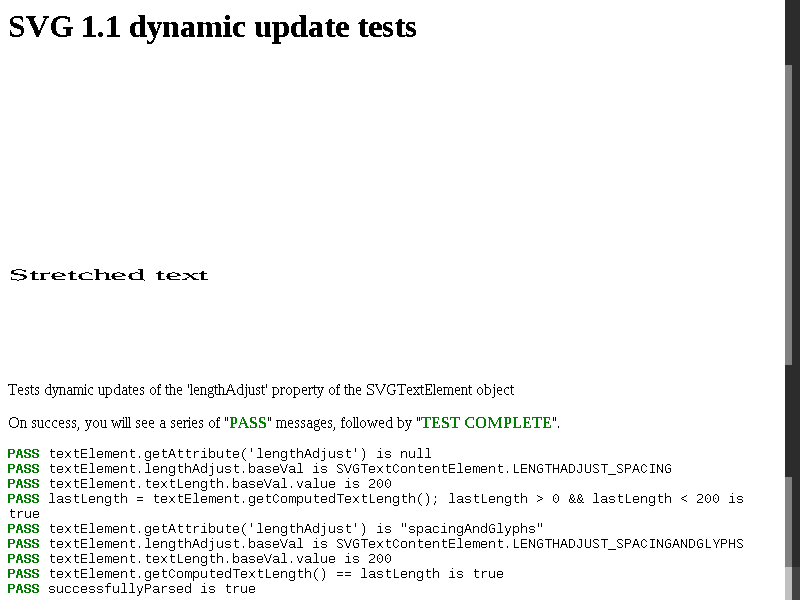 SVG 1.1 dynamic update tests
Stretched text
Tests dynamic updates of the 'lengthAdjust' property of the SVGTextElement object
On success, you will see a series of "PASS" messages, followed by "TEST COMPLETE".
PASS textElement.getAttribute('lengthAdjust') is null
PASS textElement.lengthAdjust.baseVal is SVGTextContentElement.LENGTHADJUST_SPACING
PASS textElement.textLength.baseVal.value is 200
PASS lastLength = textElement.getComputedTextLength(); lastLength > 0 && lastLength < 200 is
true
PASS textElement.getAttribute('lengthAdjust') is "spacingAndGlyphs"
PASS textElement.lengthAdjust.baseVal is SVGTextContentElement.LENGTHADJUST_SPACINGANDGLYPHS
PASS textElement.textLength.baseVal.value is 200
PASS textElement.getComputedTextLength() == lastLength is true
PASS successfullyParsed is true